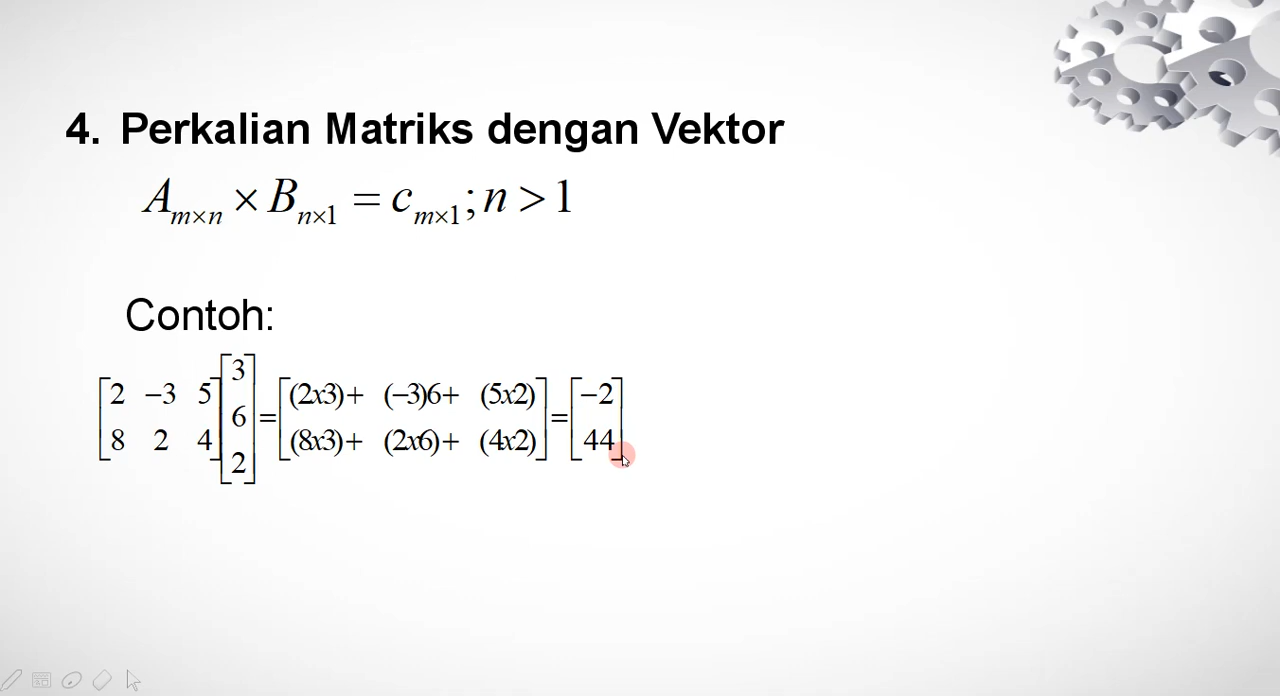 4. Perkalian Matriks dengan Vektor
A_{m×n} × B_{n×1} = c_{m×1}; n > 1
Contoh:
[2 −3 5; 8 2 4] [3; 6; 2] = [(2x3)+ (−3)6+ (5x2); (8x3)+ (2x6)+ (4x2)] = [−2; 44]